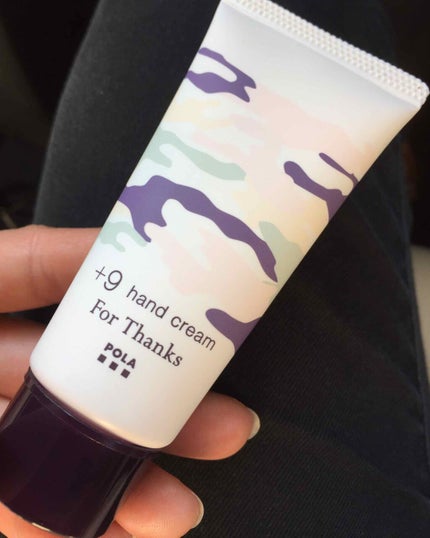 +9 hand cream
For Thanks
POLA